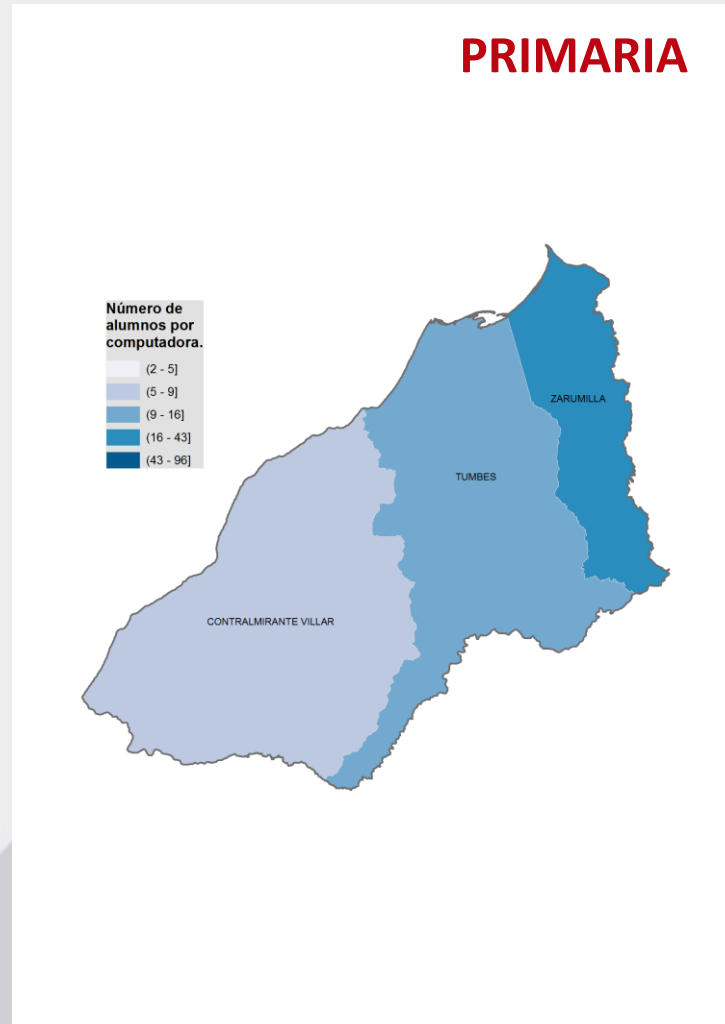 PRIMARIA
Número de
alumnos por
computadora.
(2 - 5]
(5 - 9]
(9 - 16]
(16 - 43]
(43 - 96]
ZARUMILLA
TUMBES
CONTRALMIRANTE VILLAR